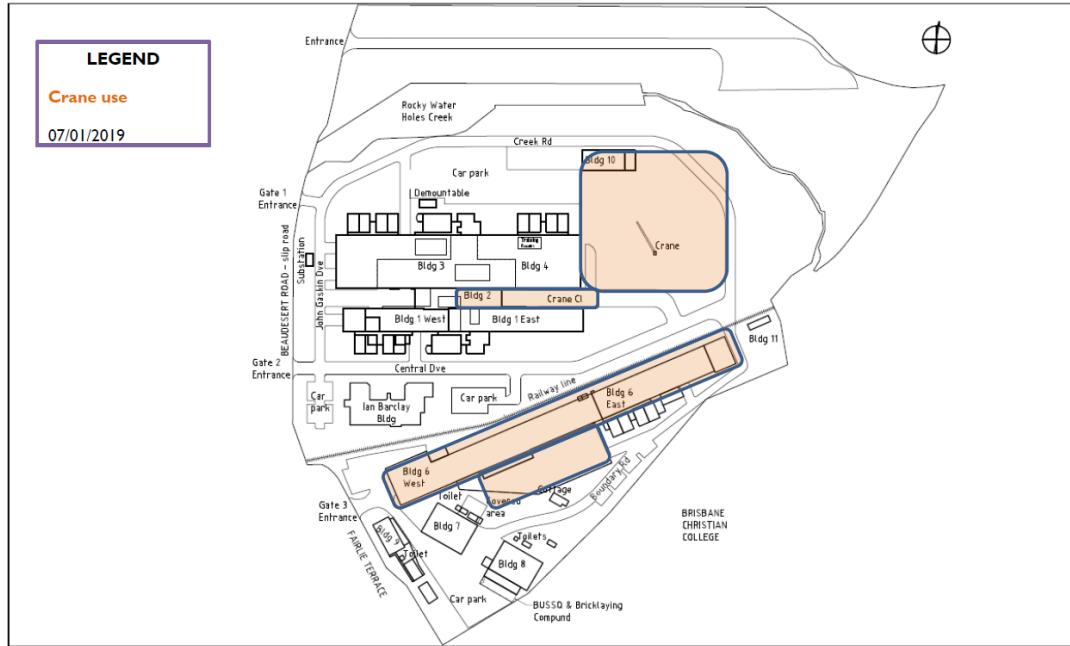 LEGEND
Crane use
07/01/2019
Entrance
Rocky Water
Holes Creek
Creek Rd
Bldg 10
Car park
Gate 1
Entrance
Demountable
Substation
BEAUDESERT ROAD – slip road
John Gaskin Dve
Training
Rooms
Crane
Bldg 3
Bldg 4
Bldg 2
Crane Cl
Bldg 1 West
Bldg 1 East
Bldg 11
Gate 2
Entrance
Central Dve
Railway line
Car
park
Ian Barclay
Bldg
Car park
Bldg 6
East
Bldg 6
West
Toilet
Covered
area
Cottage
Boundary Rd
Gate 3
Entrance
Bldg 7
BRISBANE
CHRISTIAN
COLLEGE
Bldg 9
Toilet
Toilets
Bldg 8
FAIRLIE TERRACE
Car park
BUSSQ & Bricklaying
Compund